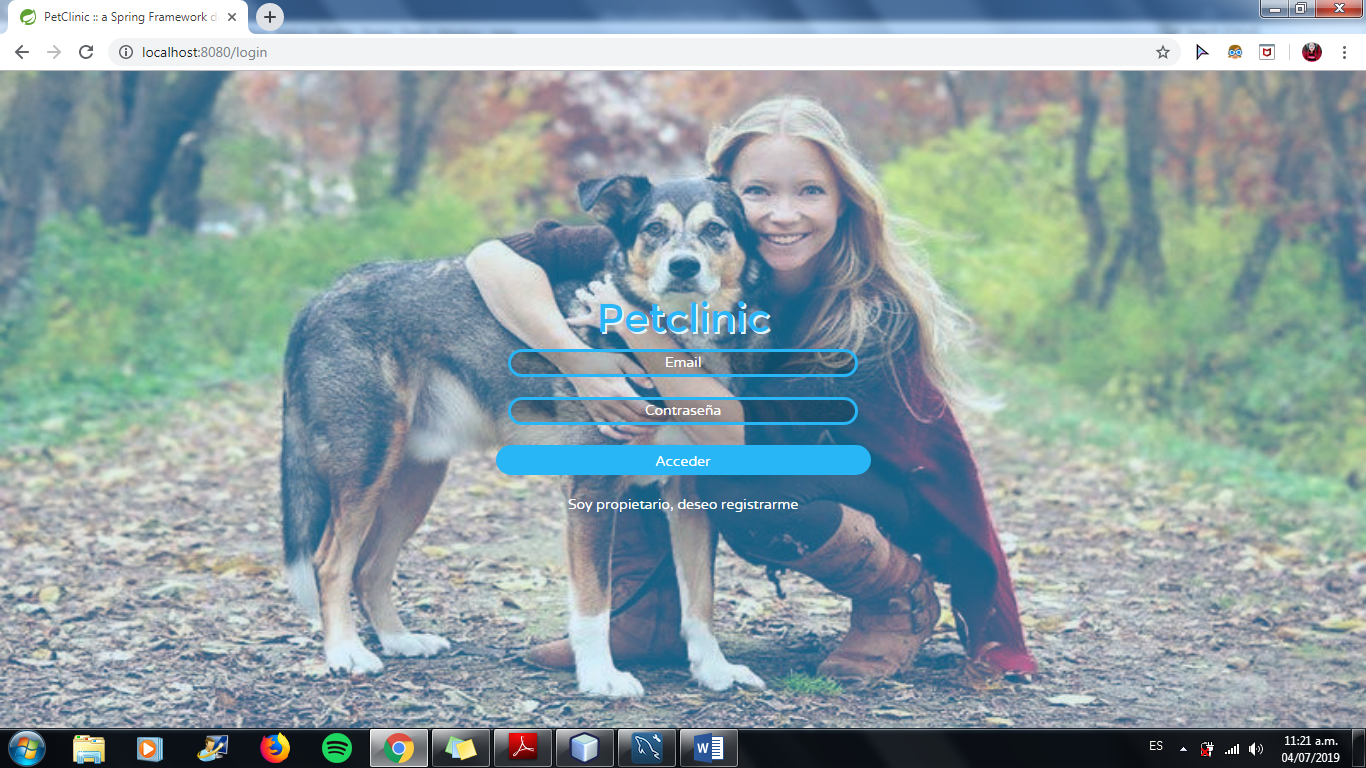 PetClinic :: a Spring Framework d
localhost:8080/login
Petclinic
Email
Contraseña
Acceder
Soy propietario, deseo registrarme
ES
11:21 a.m.
04/07/2019